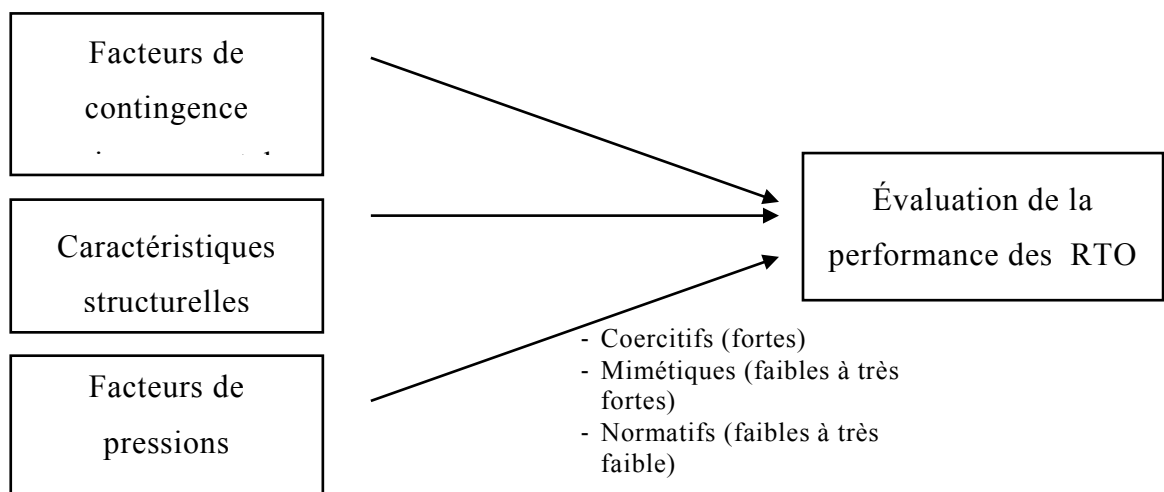 Facteurs de
contingence
Caractéristiques
structurelles
Facteurs de
pressions
Évaluation de la
performance des RTO
- Coercitifs (fortes)
- Mimétiques (faibles à très
fortes)
- Normatifs (faibles à très
faible)